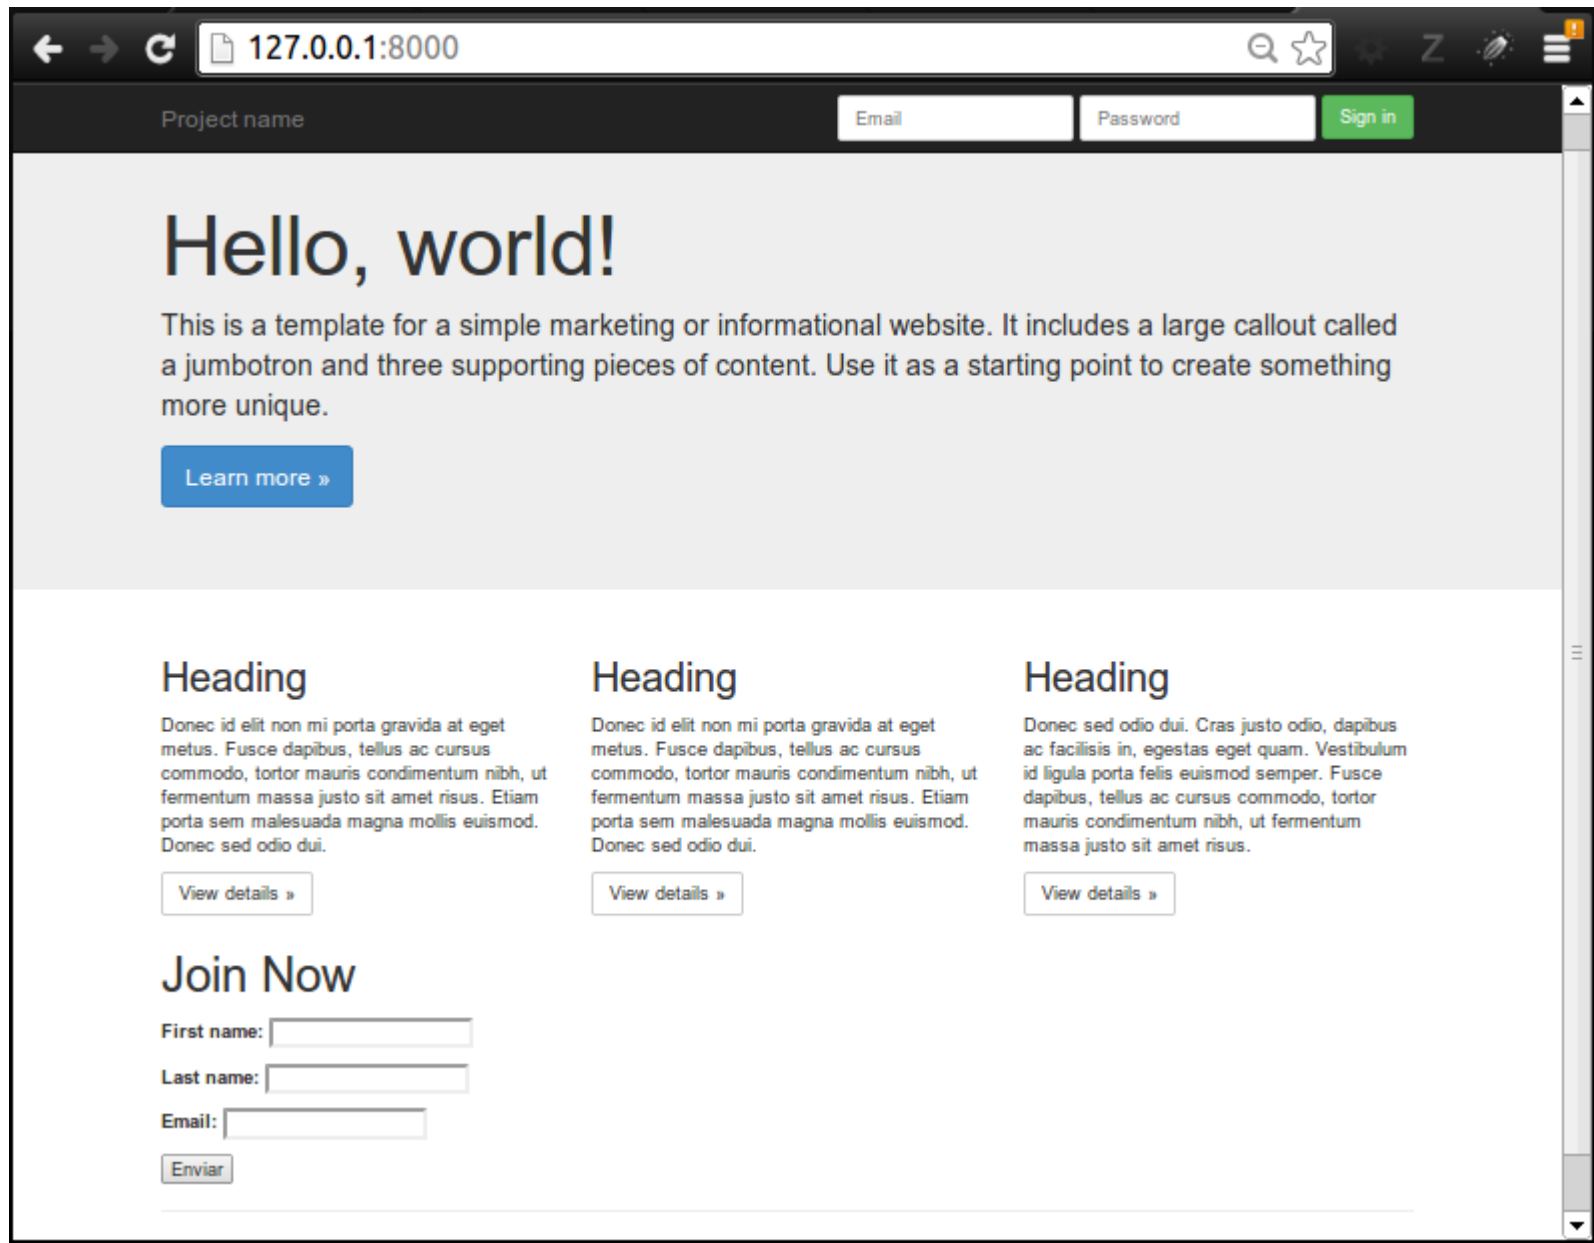 127.0.0.1:8000
Project name
Email
Password
Sign in
Hello, world!
This is a template for a simple marketing or informational website. It includes a large callout called
a jumbotron and three supporting pieces of content. Use it as a starting point to create something
more unique.
Learn more »
Heading
Donec id elit non mi porta gravida at eget
metus. Fusce dapibus, tellus ac cursus
commodo, tortor mauris condimentum nibh, ut
fermentum massa justo sit amet risus. Etiam
porta sem malesuada magna mollis euismod.
Donec sed odio dui.
View details »
Heading
Donec id elit non mi porta gravida at eget
metus. Fusce dapibus, tellus ac cursus
commodo, tortor mauris condimentum nibh, ut
fermentum massa justo sit amet risus. Etiam
porta sem malesuada magna mollis euismod.
Donec sed odio dui.
View details »
Heading
Donec sed odio dui. Cras justo odio, dapibus
ac facilisis in, egestas eget quam. Vestibulum
id ligula porta felis euismod semper. Fusce
dapibus, tellus ac cursus commodo, tortor
mauris condimentum nibh, ut fermentum
massa justo sit amet risus.
View details »
Join Now
First name:
Last name:
Email:
Enviar